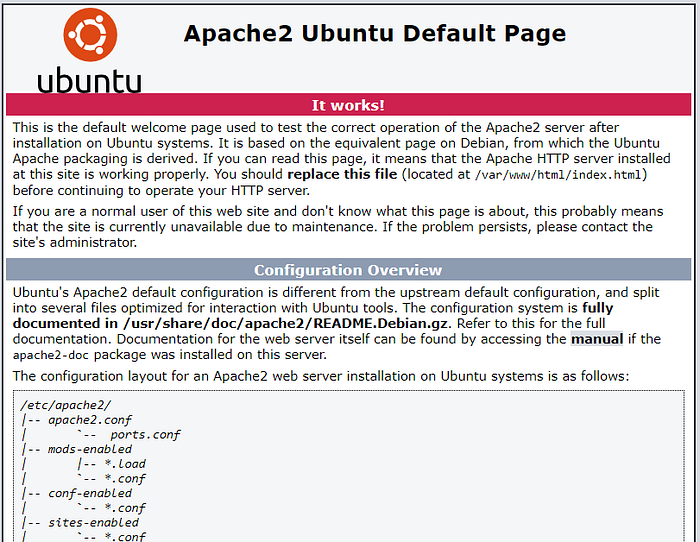 ubuntu
Apache2 Ubuntu Default Page
It works!
This is the default welcome page used to test the correct operation of the Apache2 server after
installation on Ubuntu systems. It is based on the equivalent page on Debian, from which the Ubuntu
Apache packaging is derived. If you can read this page, it means that the Apache HTTP server installed
at this site is working properly. You should replace this file (located at /var/www/html/index.html)
before continuing to operate your HTTP server.
If you are a normal user of this web site and don't know what this page is about, this probably means
that the site is currently unavailable due to maintenance. If the problem persists, please contact the
site's administrator.
Configuration Overview
Ubuntu's Apache2 default configuration is different from the upstream default configuration, and split
into several files optimized for interaction with Ubuntu tools. The configuration system is fully
documented in /usr/share/doc/apache2/README.Debian.gz. Refer to this for the full
documentation. Documentation for the web server itself can be found by accessing the manual if the
apache2-doc package was installed on this server.
The configuration layout for an Apache2 web server installation on Ubuntu systems is as follows:
/etc/apache2/
|-- apache2.conf
|       `--  ports.conf
|-- mods-enabled
|       |-- *.load
|       `-- *.conf
|-- conf-enabled
|       `-- *.conf
|-- sites-enabled
|       `-- *.conf